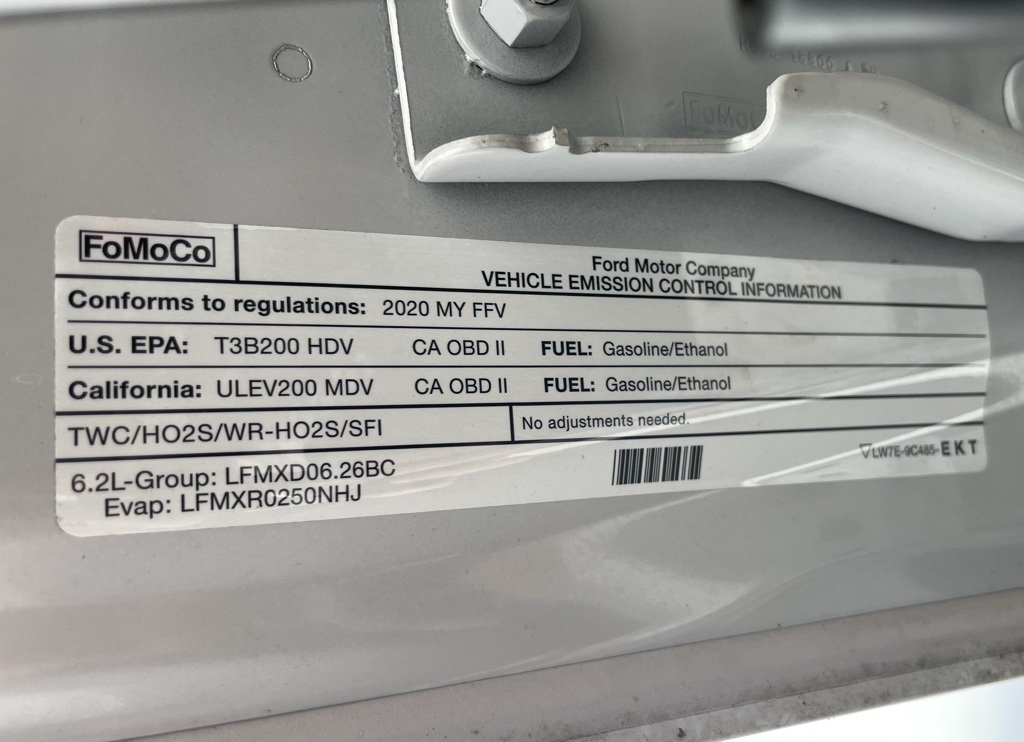 FoMoCo
FoMoCo
Ford Motor Company
VEHICLE EMISSION CONTROL INFORMATION
Conforms to regulations: 2020 MY FFV
U.S. EPA: T3B200 HDV CA OBD II FUEL: Gasoline/Ethanol
California: ULEV200 MDV CA OBD II FUEL: Gasoline/Ethanol
TWC/HO2S/WR-HO2S/SFI No adjustments needed.
6.2L-Group: LFMXD06.26BC
Evap: LFMXR0250NHJ
▽LW7E-9C485-EKT